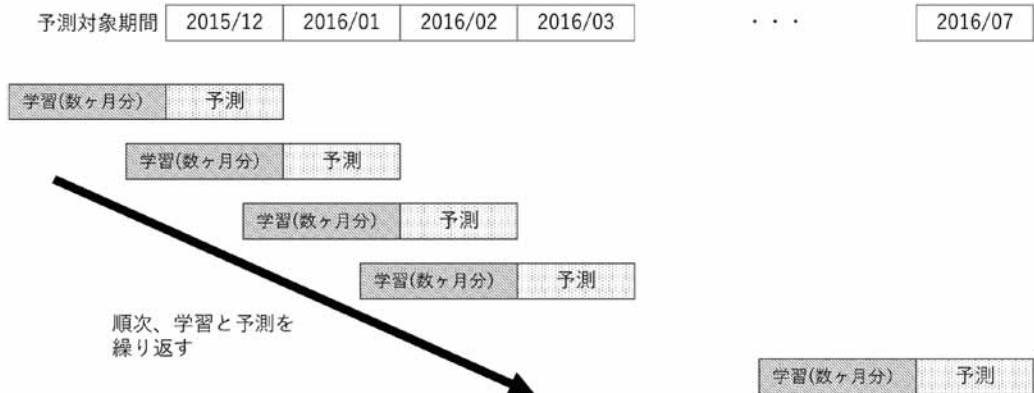 予測対象期間 2015/12 2016/01 2016/02 2016/03 ・・・ 2016/07
学習(数ヶ月分) 予測
学習(数ヶ月分) 予測
学習(数ヶ月分) 予測
学習(数ヶ月分) 予測
順次、学習と予測を
繰り返す
学習(数ヶ月分) 予測